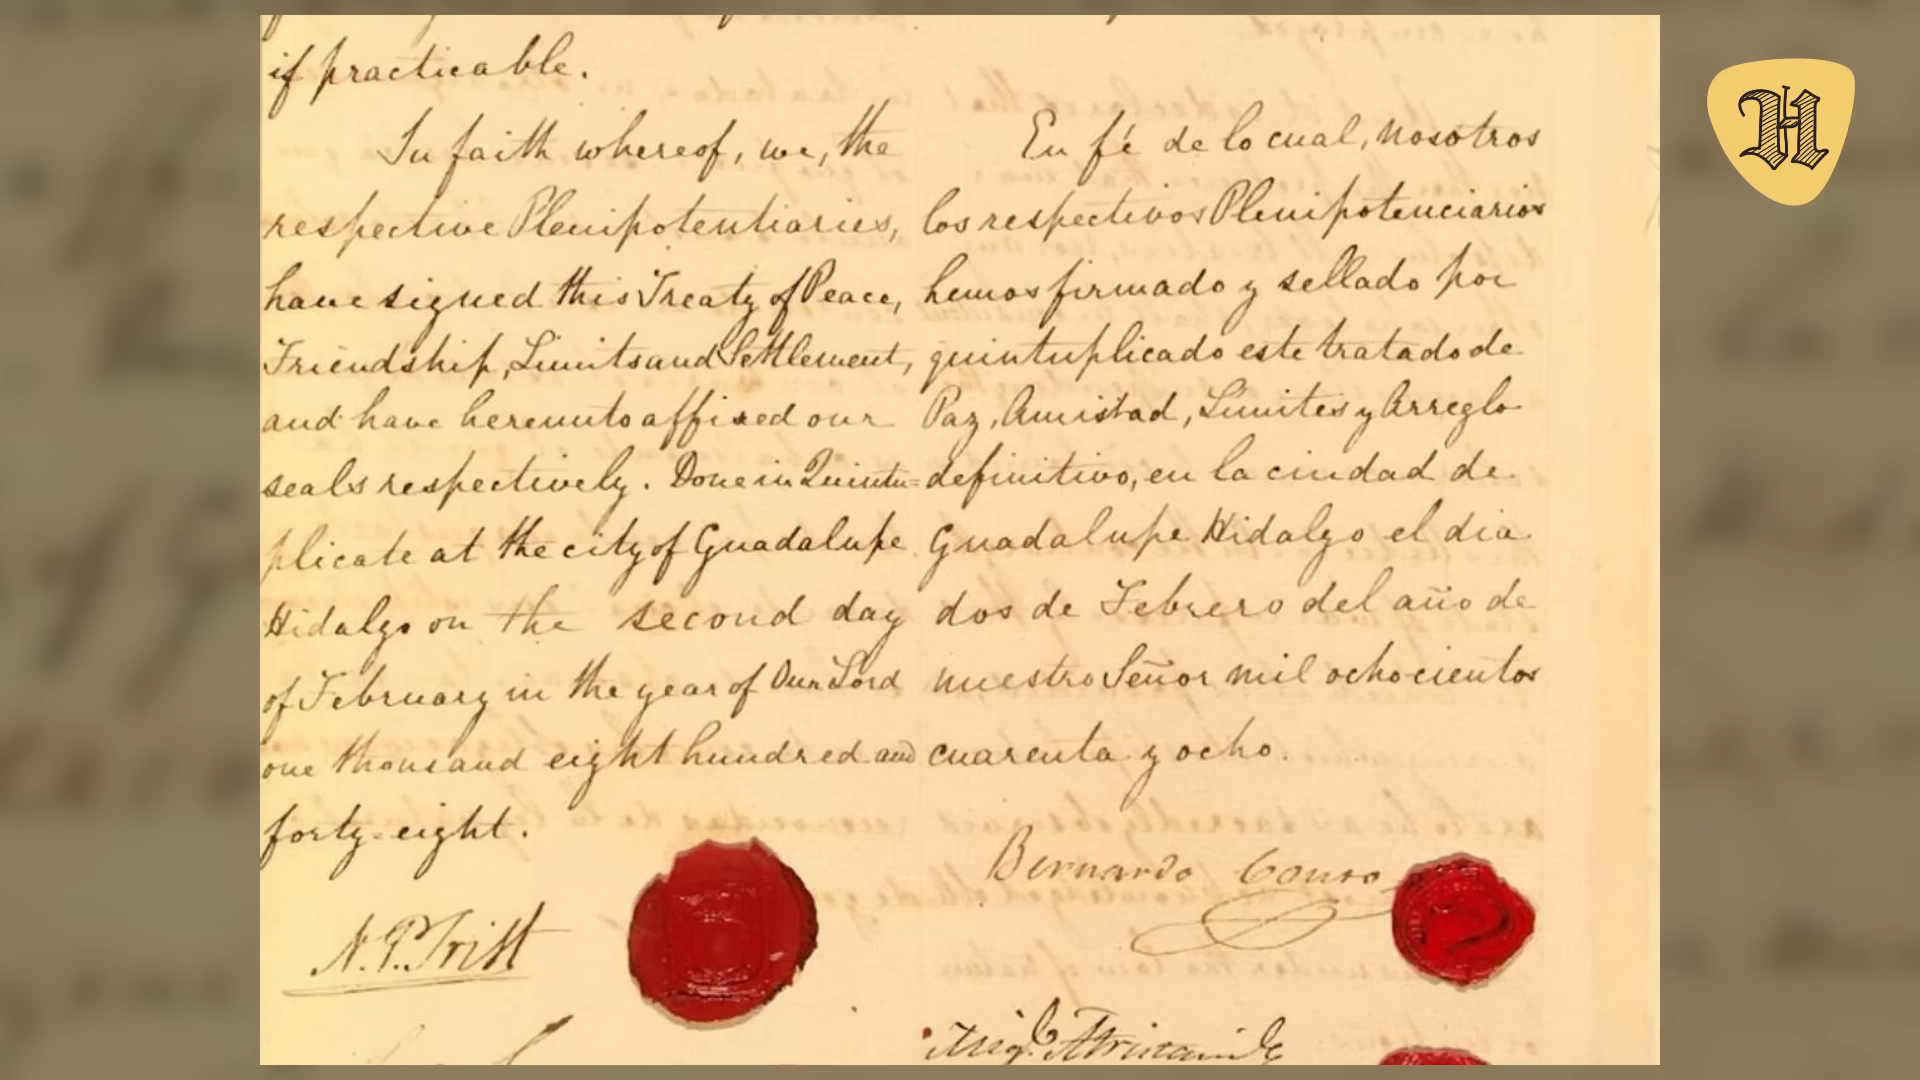 if practicable.
In faith whereof, we, the
respective Plenipotentiaries,
have signed this Treaty of Peace,
Friendship, Limits and Settlement,
and have hereunto affixed our
seals respectively. Done in Quintu=
plicate at the city of Guadalupe
Hidalgo on the second day
of February in the year of Our Lord
one thousand eight hundred and
forty-eight.
N. P. Trist
En fé de lo cual, nosotros
los respectivos Plenipotenciarios
hemos firmado y sellado por
quintuplicado este tratado de
Paz, Amistad, Límites y Arreglo
definitivo, en la ciudad de
Guadalupe Hidalgo el dia
dos de Febrero del año de
nuestro Señor mil ochocientos
cuarenta y ocho.
Bernardo Couto
H